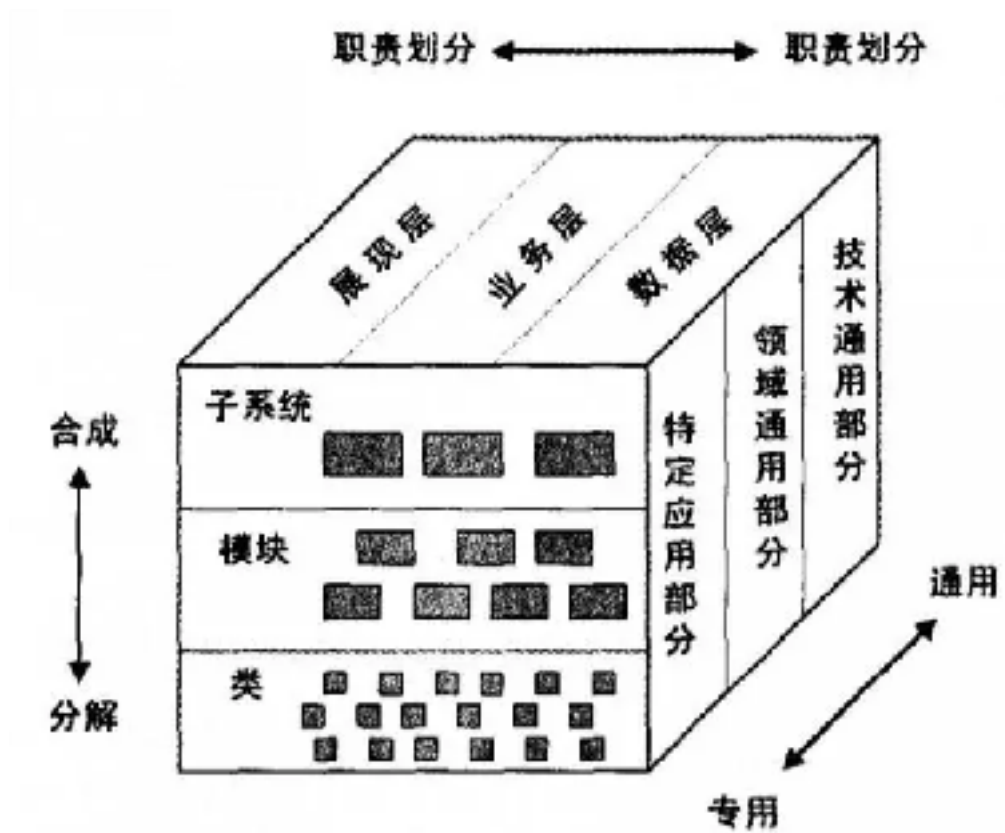 职责划分 职责划分
展现层
业务层
数据层
技术通用部分
领域通用部分
特定应用部分
子系统
合成
模块
通用
类
分解
专用